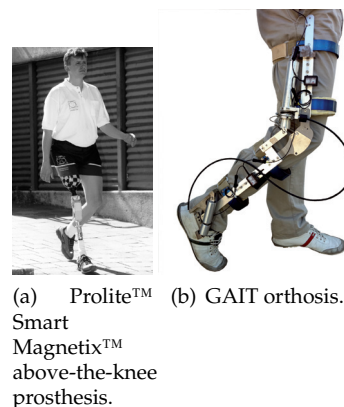 (a) Prolite™
Smart
Magnetix™
above-the-knee
prosthesis.
(b) GAIT orthosis.